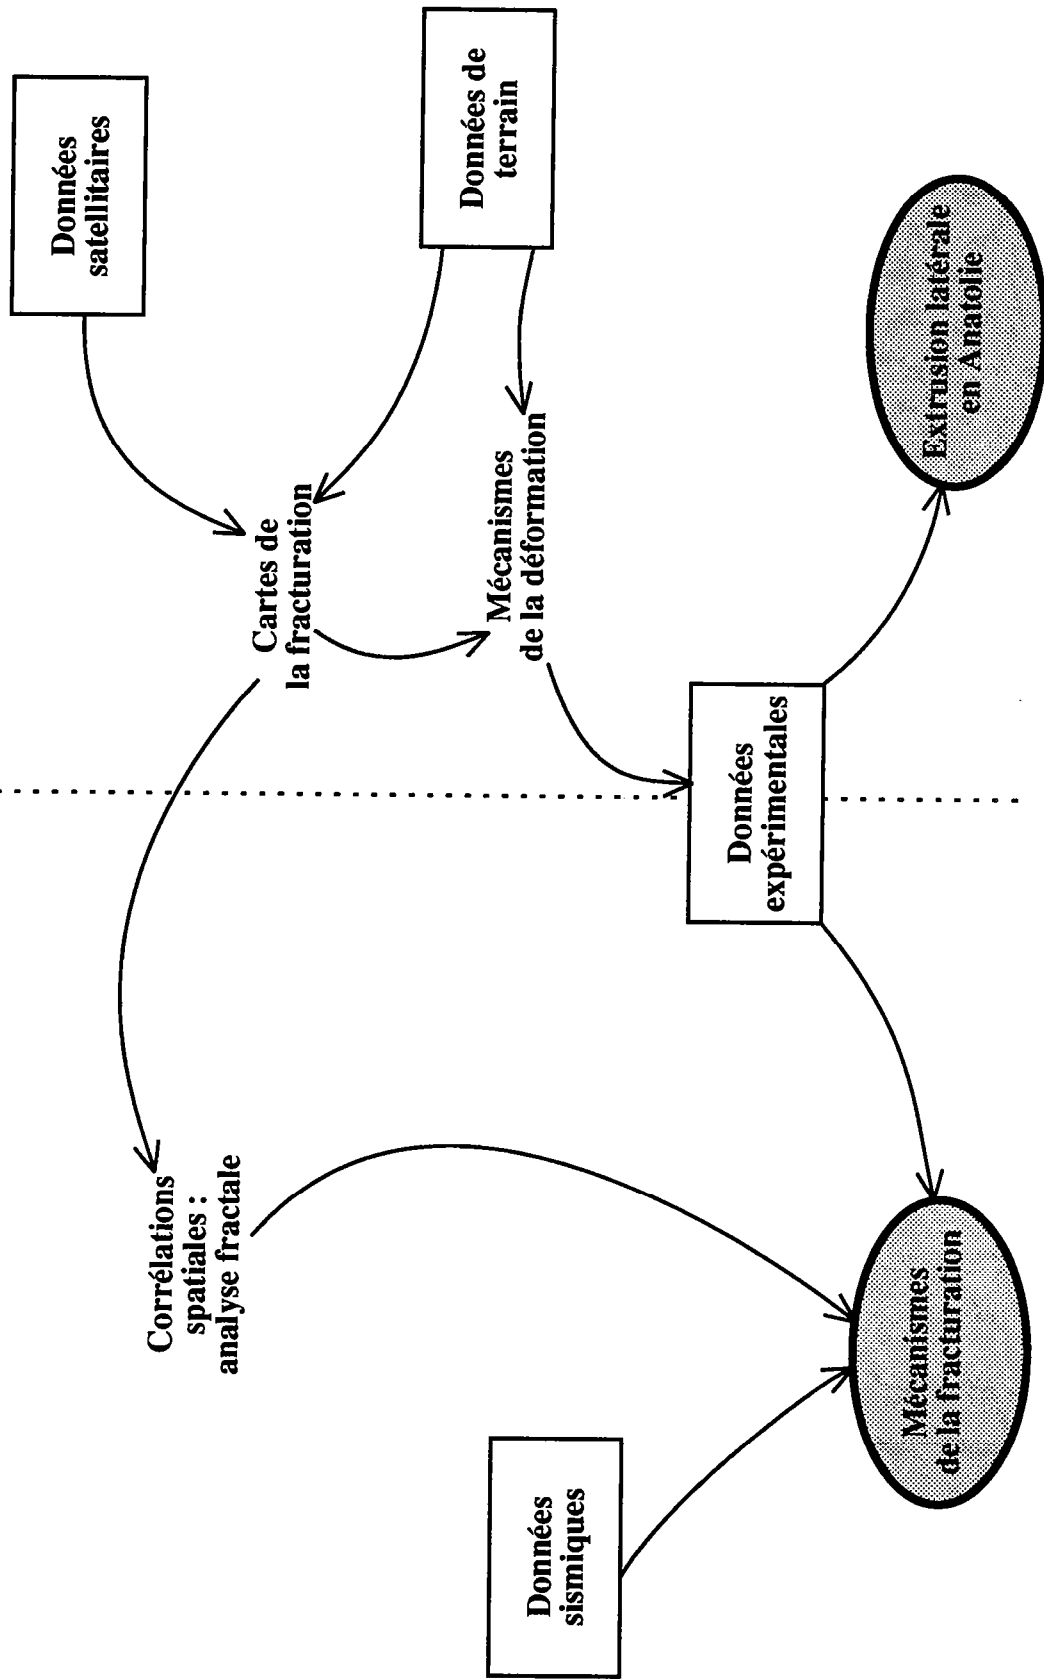 Données
satellitaires
Données de
terrain
Cartes de
la fracturation
Mécanismes
de la déformation
Corrélations
spatiales :
analyse fractale
Données
sismiques
Données
expérimentales
Mécanismes
de la fracturation
Extrusion latérale
en Anatolie